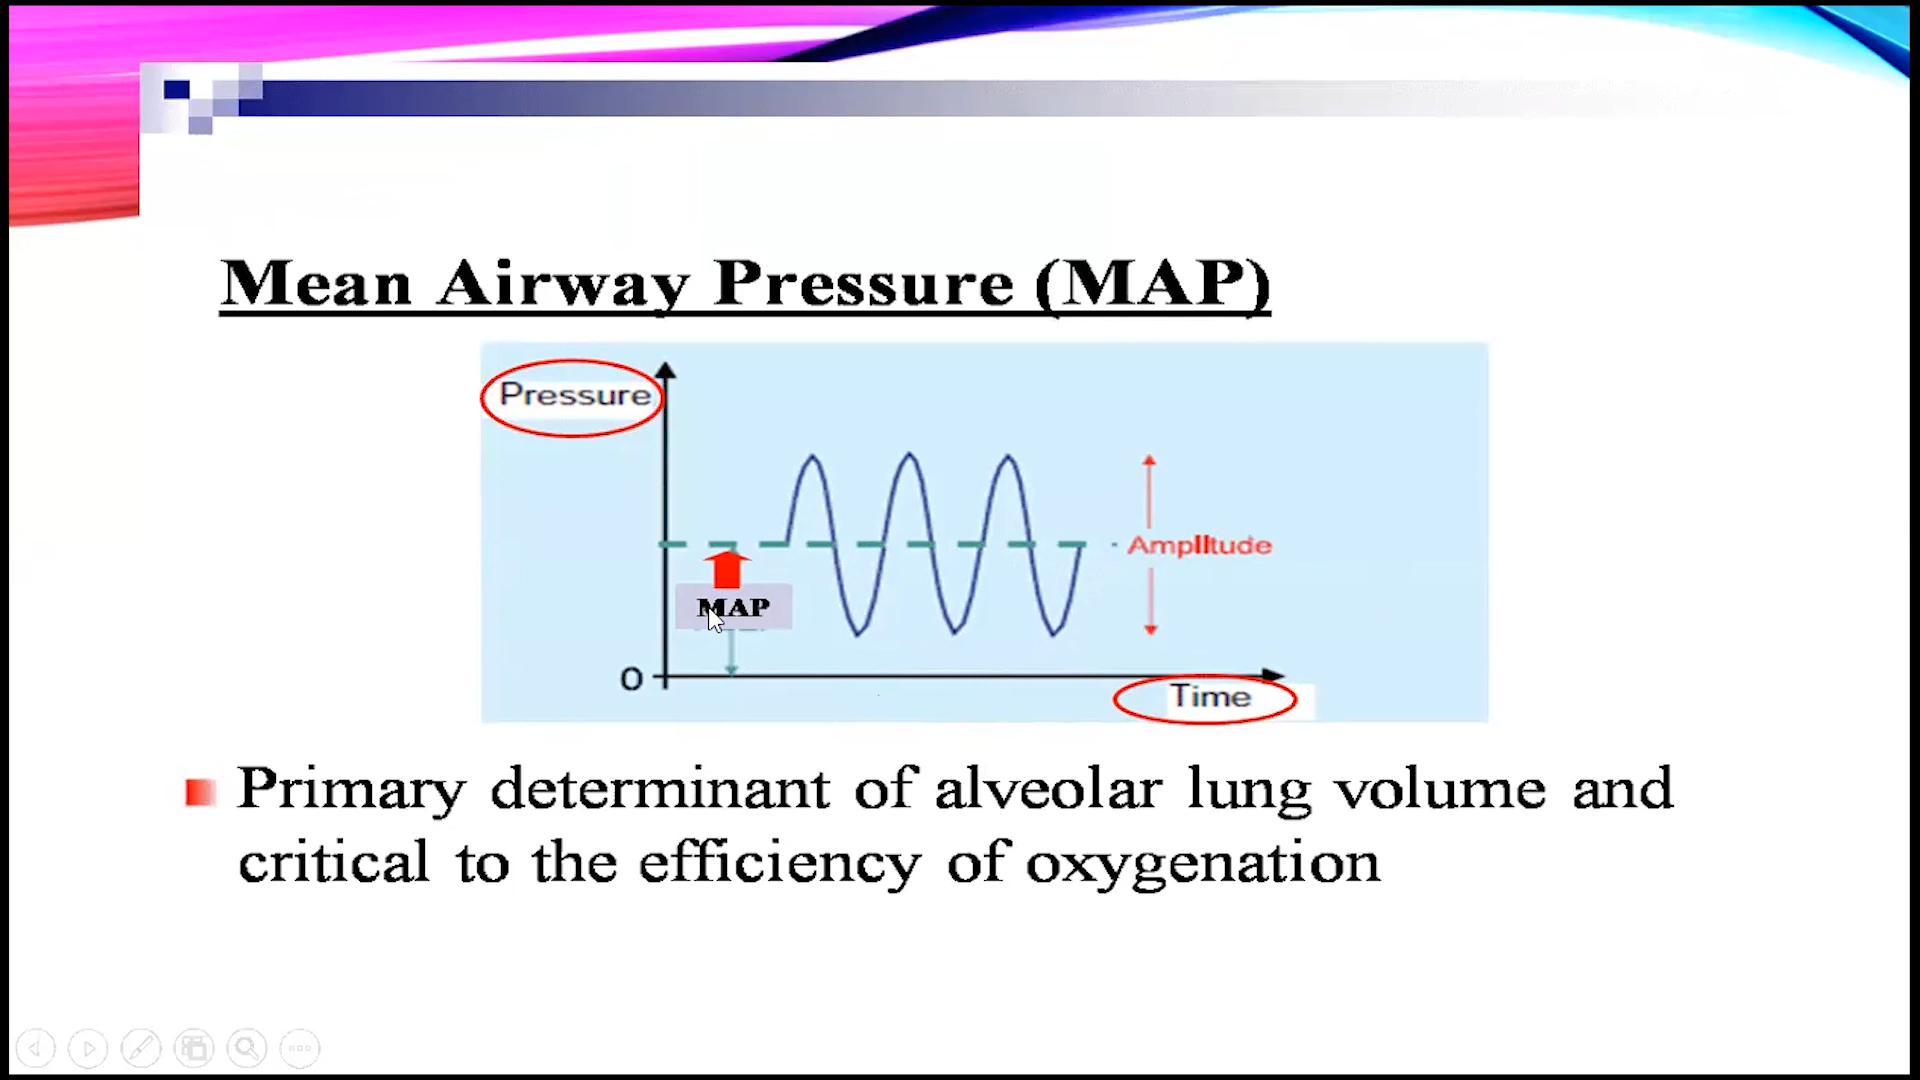 Mean Airway Pressure (MAP)
Pressure
Amplitude
MAP
0
Time
Primary determinant of alveolar lung volume and
critical to the efficiency of oxygenation